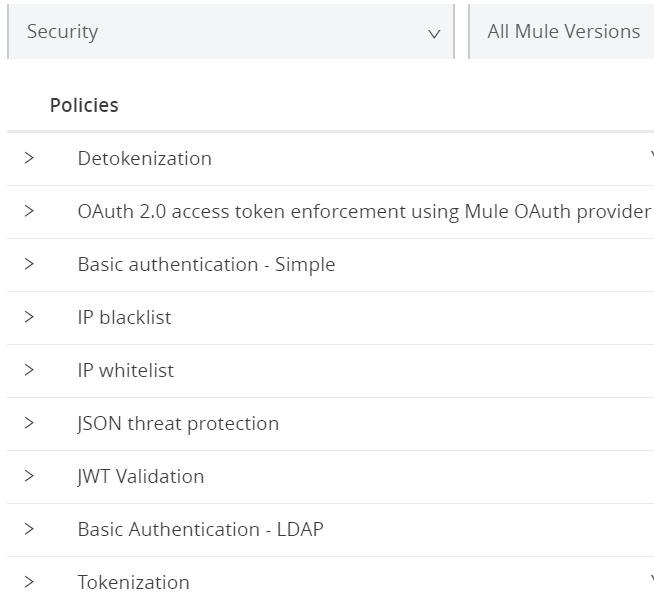 Security
All Mule Versions
Policies
Detokenization
OAuth 2.0 access token enforcement using Mule OAuth provider
Basic authentication - Simple
IP blacklist
IP whitelist
JSON threat protection
JWT Validation
Basic Authentication - LDAP
Tokenization